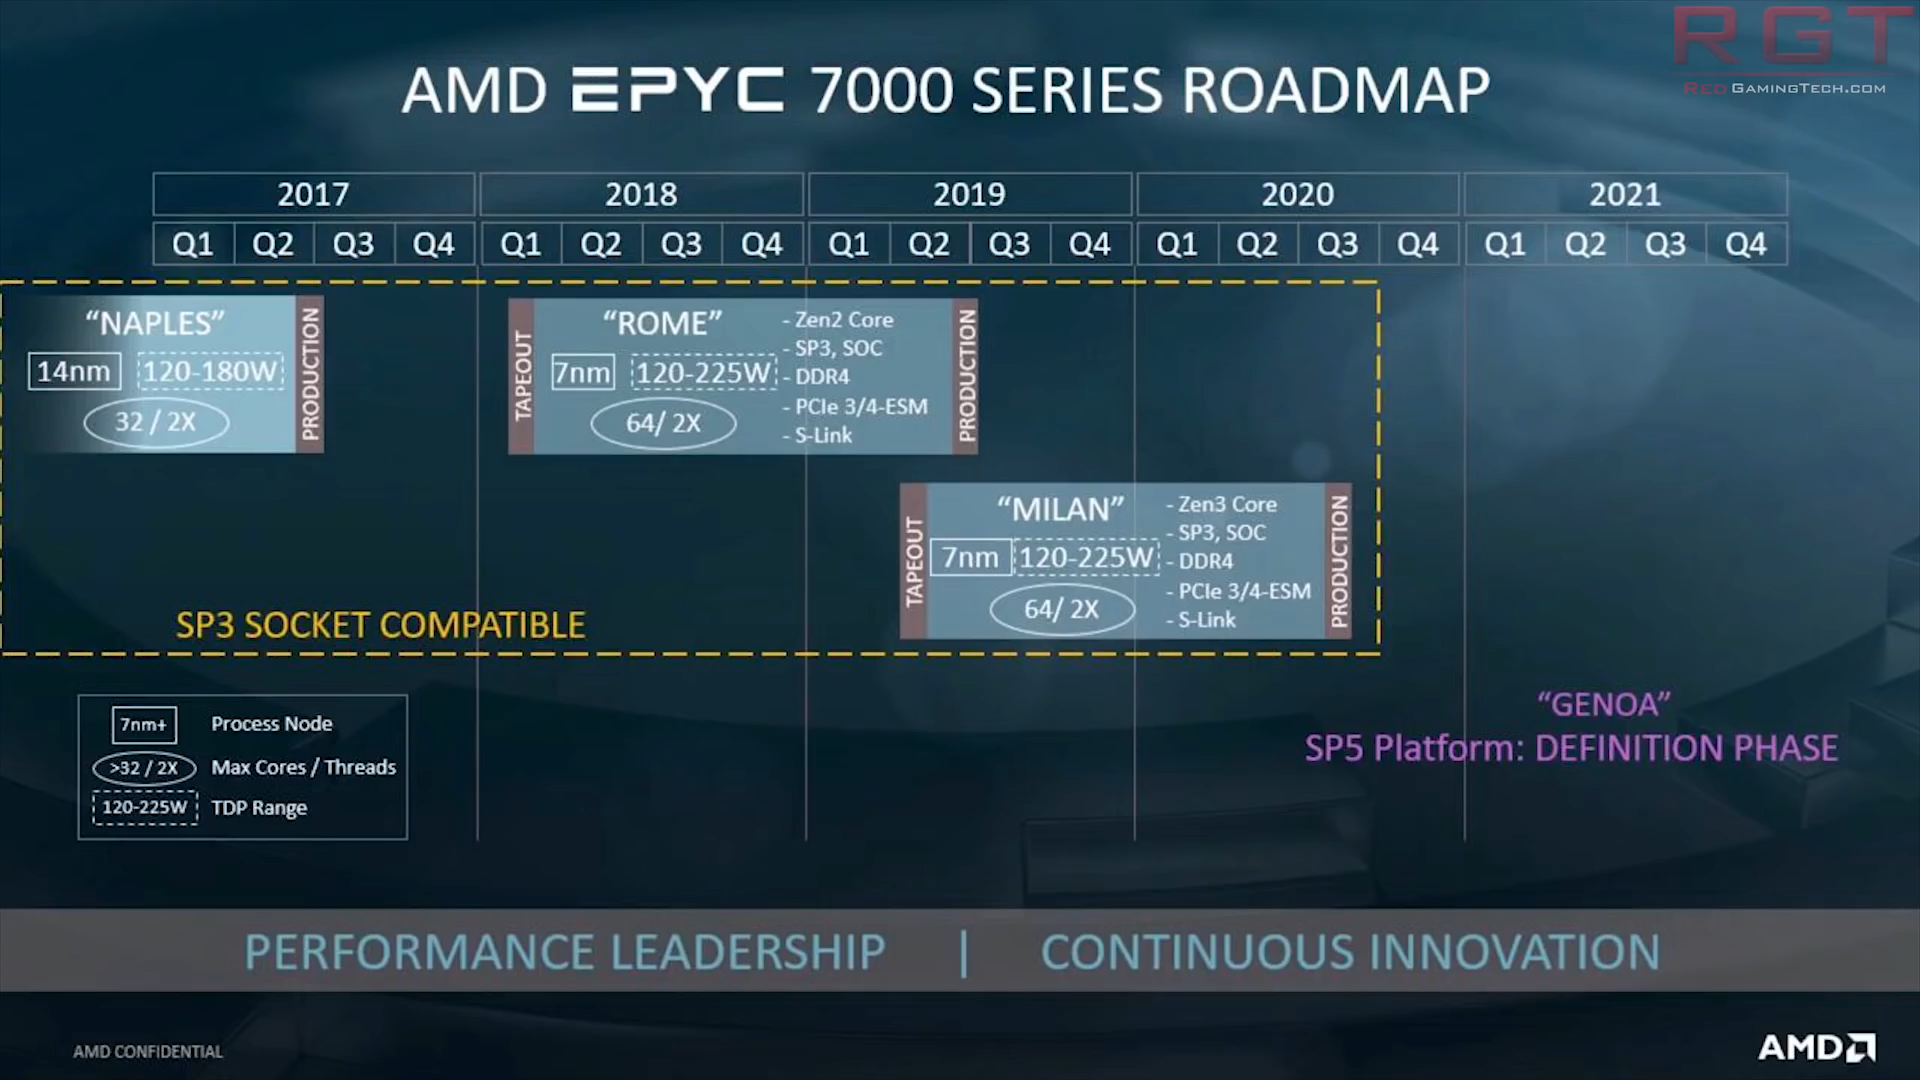 RGT
RedGamingTech.com
AMD EPYC 7000 SERIES ROADMAP
2017 2018 2019 2020 2021
Q1 Q2 Q3 Q4 Q1 Q2 Q3 Q4 Q1 Q2 Q3 Q4 Q1 Q2 Q3 Q4 Q1 Q2 Q3 Q4
“NAPLES”
14nm 120-180W
32 / 2X
PRODUCTION
TAPEOUT
“ROME”
7nm 120-225W
64/ 2X
- Zen2 Core
- SP3, SOC
- DDR4
- PCIe 3/4-ESM
- S-Link
PRODUCTION
TAPEOUT
“MILAN”
7nm 120-225W
64/ 2X
- Zen3 Core
- SP3, SOC
- DDR4
- PCIe 3/4-ESM
- S-Link
PRODUCTION
SP3 SOCKET COMPATIBLE
7nm+ Process Node
>32 / 2X Max Cores / Threads
120-225W TDP Range
“GENOA”
SP5 Platform: DEFINITION PHASE
PERFORMANCE LEADERSHIP | CONTINUOUS INNOVATION
AMD CONFIDENTIAL
AMD